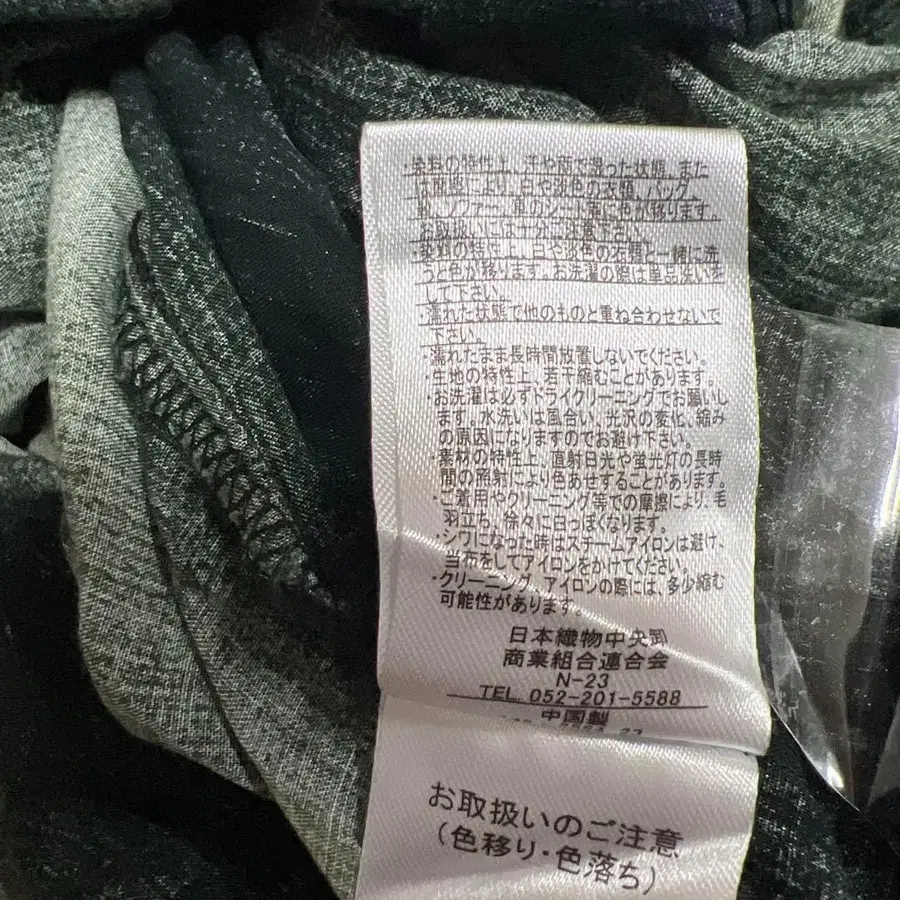 ・染料の特性上、汗や雨で湿った状態、また
は摩擦により、白や淡色の衣類、バッグ、
靴、ソファー、車のシート等に色が移ります。
お取扱いには十分ご注意下さい。
・染料の特性上、白や淡色の衣類と一緒に洗
うと色が移ります。お洗濯の際は単品洗いを
して下さい。
・濡れた状態で他のものと重ね合わせないで
下さい。
・濡れたまま長時間放置しないでください。
・生地の特性上、若干縮むことがあります。
・お洗濯は必ずドライクリーニングでお願いし
ます。水洗いは風合い、光沢の変化、縮み
の原因になりますのでお避け下さい。
・素材の特性上、直射日光や蛍光灯の長時
間の照射により色あせすることがあります。
・ご着用やクリーニング等での摩擦により、毛
羽立ち、徐々に白っぽくなります。
・シワになった時はスチームアイロンは避け、
当布をしてアイロンをかけてください。
・クリーニング、アイロンの際には、多少縮む
可能性があります。
日本織物中央卸
商業組合連合会
N-23
TEL. 052-201-5588
中国製
お取扱いのご注意
(色移り・色落ち)